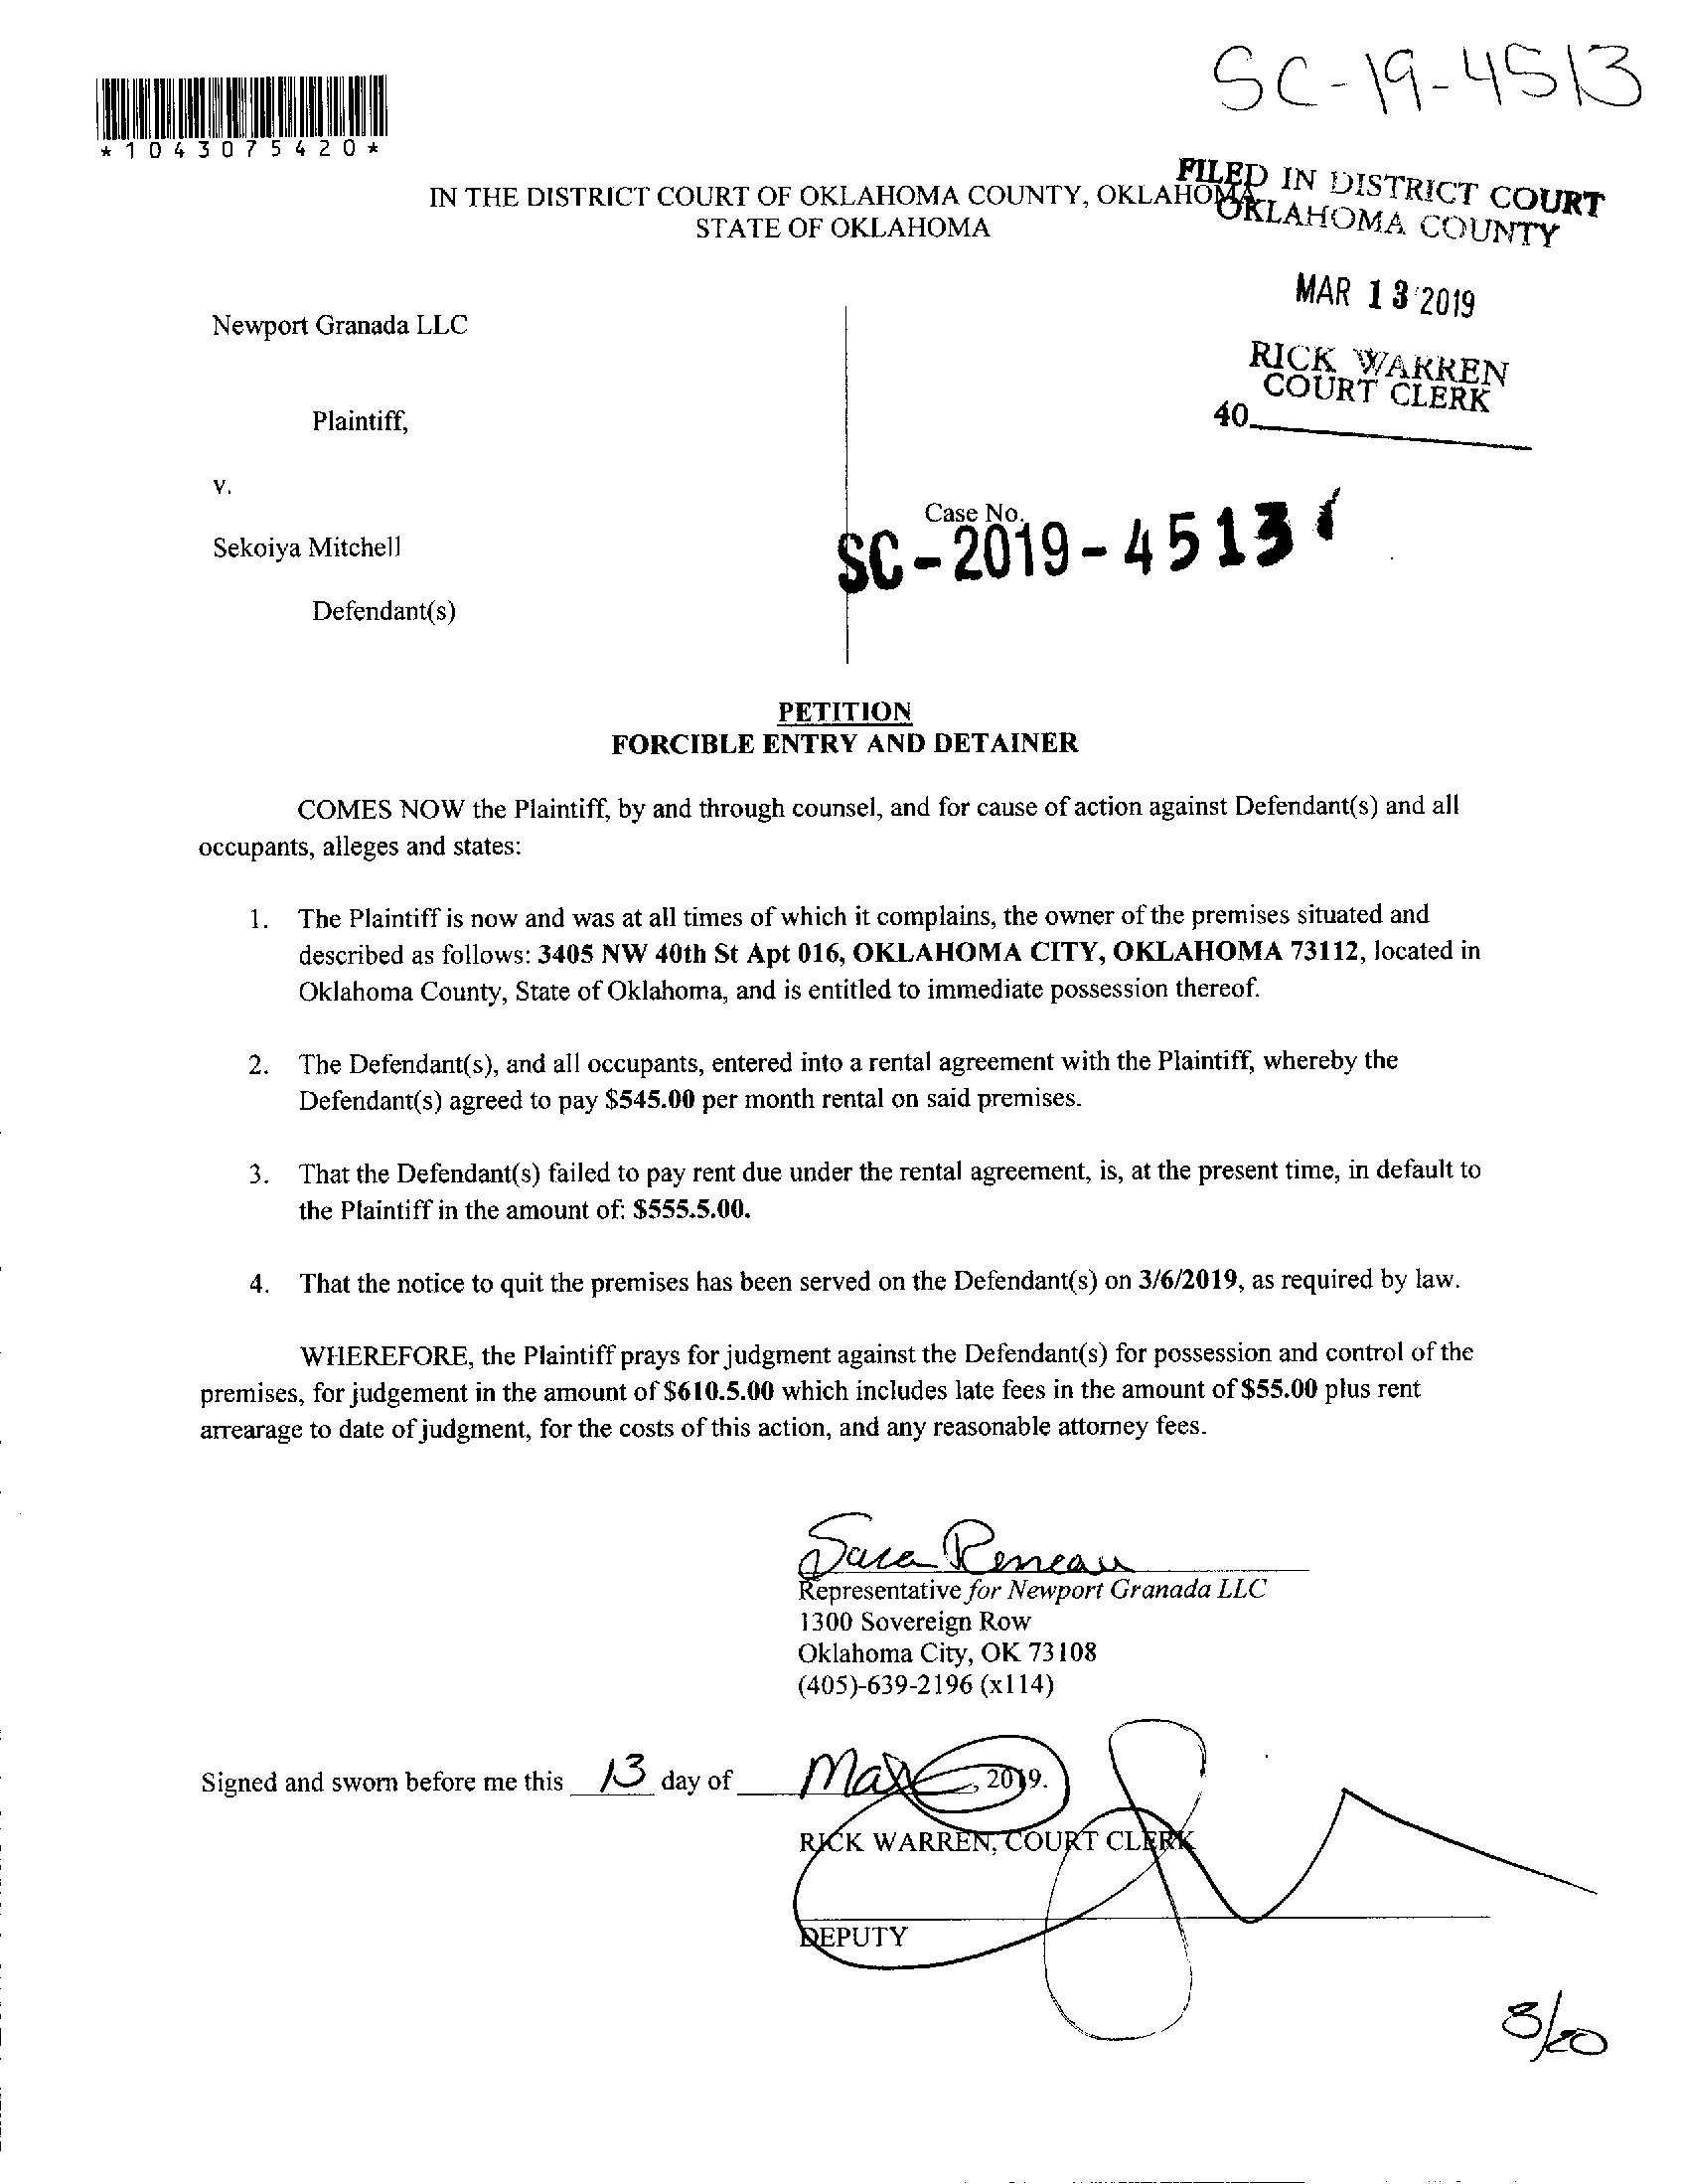 SC-19-4513
*1043075420*
FILED IN DISTRICT COURT
OKLAHOMA COUNTY
IN THE DISTRICT COURT OF OKLAHOMA COUNTY, OKLAHOMA
STATE OF OKLAHOMA
MAR 13 2019
RICK WARREN
COURT CLERK
40
Newport Granada LLC
Plaintiff,
v.
Sekoiya Mitchell
Defendant(s)
Case No.
SC-2019-4513
PETITION
FORCIBLE ENTRY AND DETAINER
COMES NOW the Plaintiff, by and through counsel, and for cause of action against Defendant(s) and all
occupants, alleges and states:
1. The Plaintiff is now and was at all times of which it complains, the owner of the premises situated and
described as follows: 3405 NW 40th St Apt 016, OKLAHOMA CITY, OKLAHOMA 73112, located in
Oklahoma County, State of Oklahoma, and is entitled to immediate possession thereof.
2. The Defendant(s), and all occupants, entered into a rental agreement with the Plaintiff, whereby the
Defendant(s) agreed to pay $545.00 per month rental on said premises.
3. That the Defendant(s) failed to pay rent due under the rental agreement, is, at the present time, in default to
the Plaintiff in the amount of: $555.5.00.
4. That the notice to quit the premises has been served on the Defendant(s) on 3/6/2019, as required by law.
WHEREFORE, the Plaintiff prays for judgment against the Defendant(s) for possession and control of the
premises, for judgement in the amount of $610.5.00 which includes late fees in the amount of $55.00 plus rent
arrearage to date of judgment, for the costs of this action, and any reasonable attorney fees.
Sara Reneau
Representative for Newport Granada LLC
1300 Sovereign Row
Oklahoma City, OK 73108
(405)-639-2196 (x114)
Signed and sworn before me this 13 day of Mar, 2019.
RICK WARREN, COURT CLERK
DEPUTY
3/20